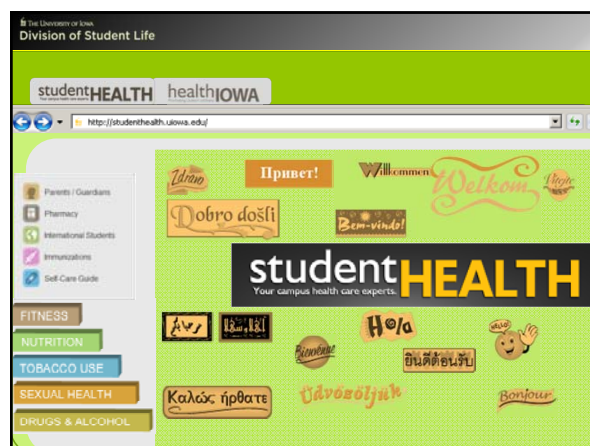 THE UNIVERSITY OF IOWA
Division of Student Life
studentHEALTH
healthIOWA
http://studenthealth.uiowa.edu/
Parents / Guardians
Pharmacy
International Students
Immunizations
Self-Care Guide
FITNESS
NUTRITION
TOBACCO USE
SEXUAL HEALTH
DRUGS & ALCOHOL
Zdravo
Привет!
Willkommen
Welkom
Dobro došli
Bem-vindo!
studentHEALTH
Your campus health care experts.
Hola
Bienvenue
ยินดีต้อนรับ
Καλώς ήρθατε
Üdvözöljük
Bonjour